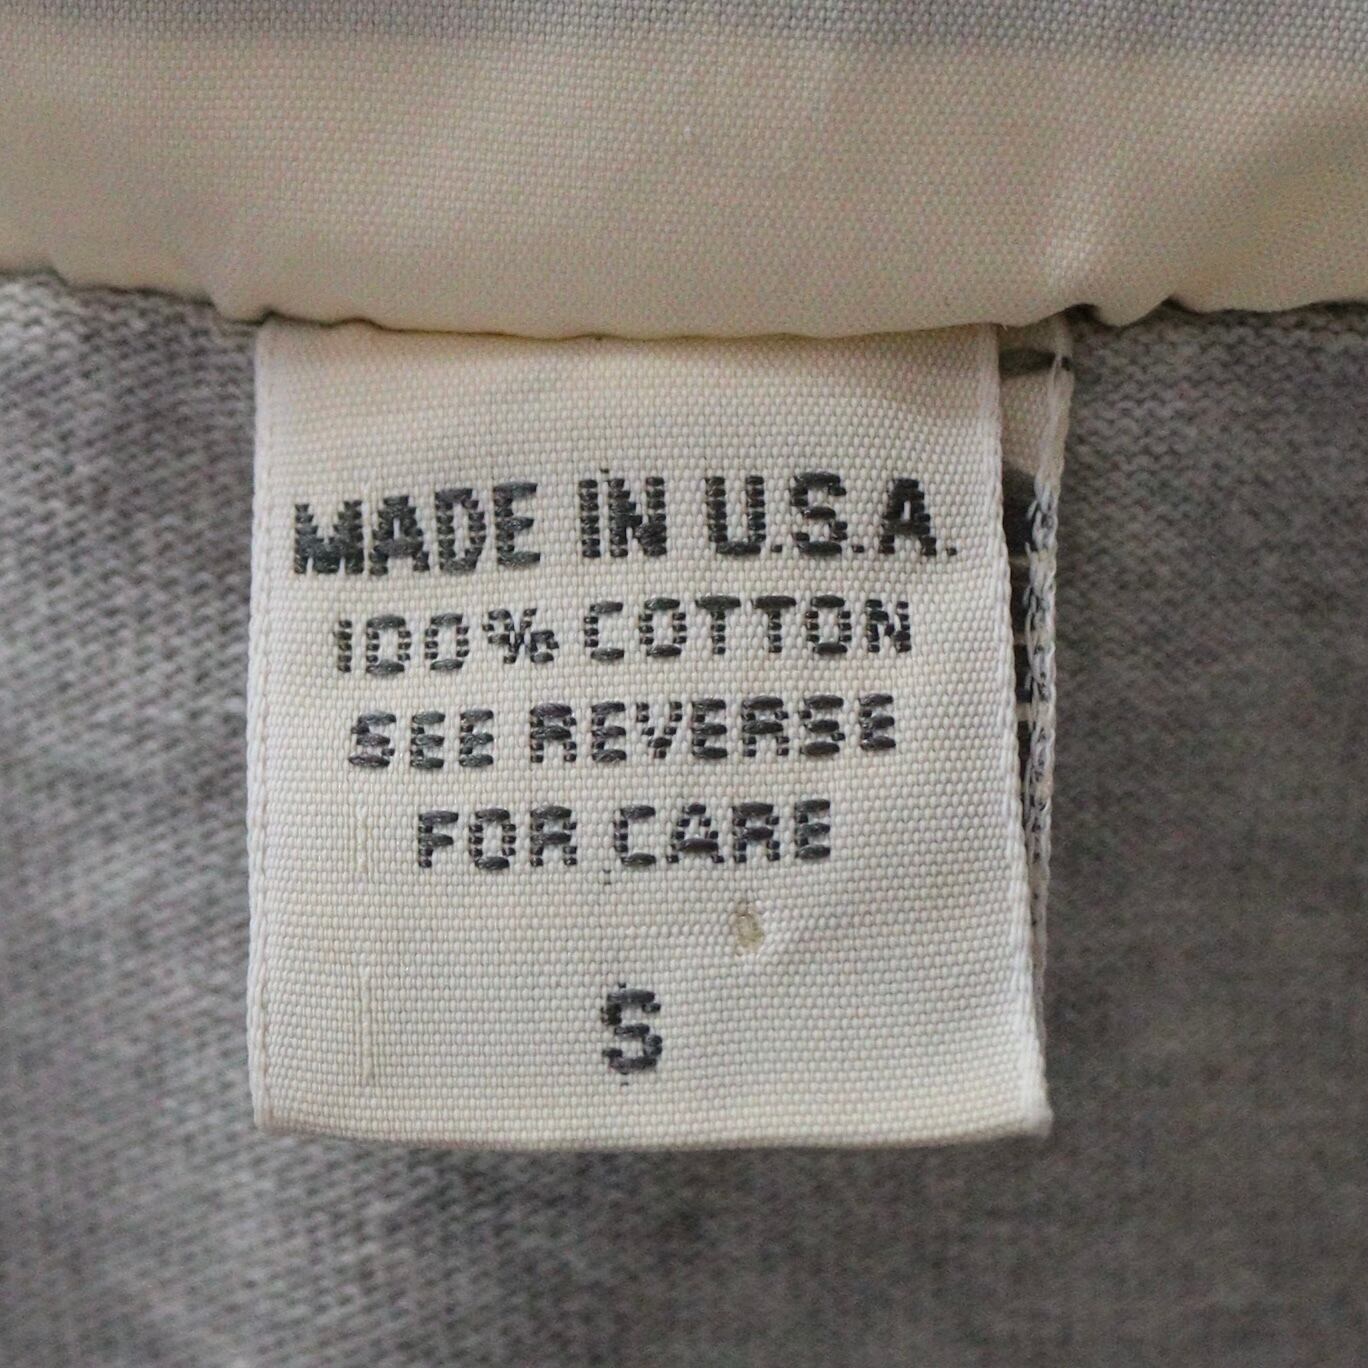 MADE IN U.S.A.
100% COTTON
SEE REVERSE
FOR CARE
S